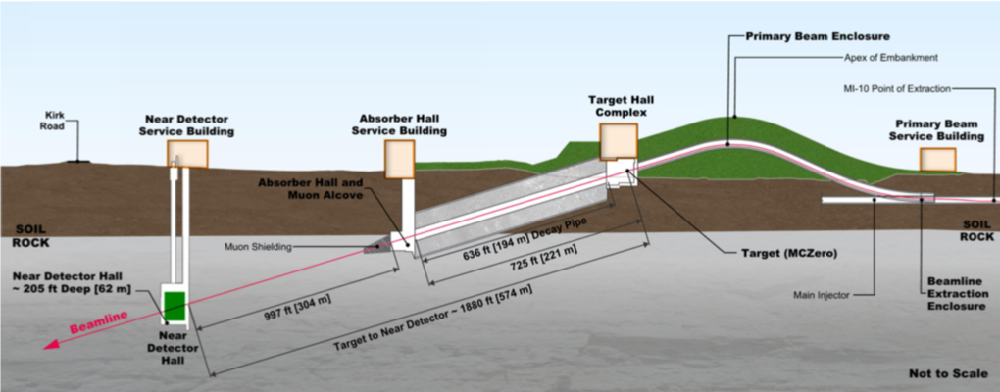 Primary Beam Enclosure
Apex of Embankment
MI-10 Point of Extraction
Kirk
Road
Near Detector
Service Building
Absorber Hall
Service Building
Target Hall
Complex
Primary Beam
Service Building
Absorber Hall and
Muon Alcove
SOIL
ROCK
SOIL
ROCK
Muon Shielding
636 ft [194 m] Decay Pipe
725 ft [221 m]
Target (MCZero)
Near Detector Hall
~ 205 ft Deep [62 m]
997 ft [304 m]
Target to Near Detector ~ 1880 ft [574 m]
Main Injector
Beamline
Extraction
Enclosure
Beamline
Near
Detector
Hall
Not to Scale